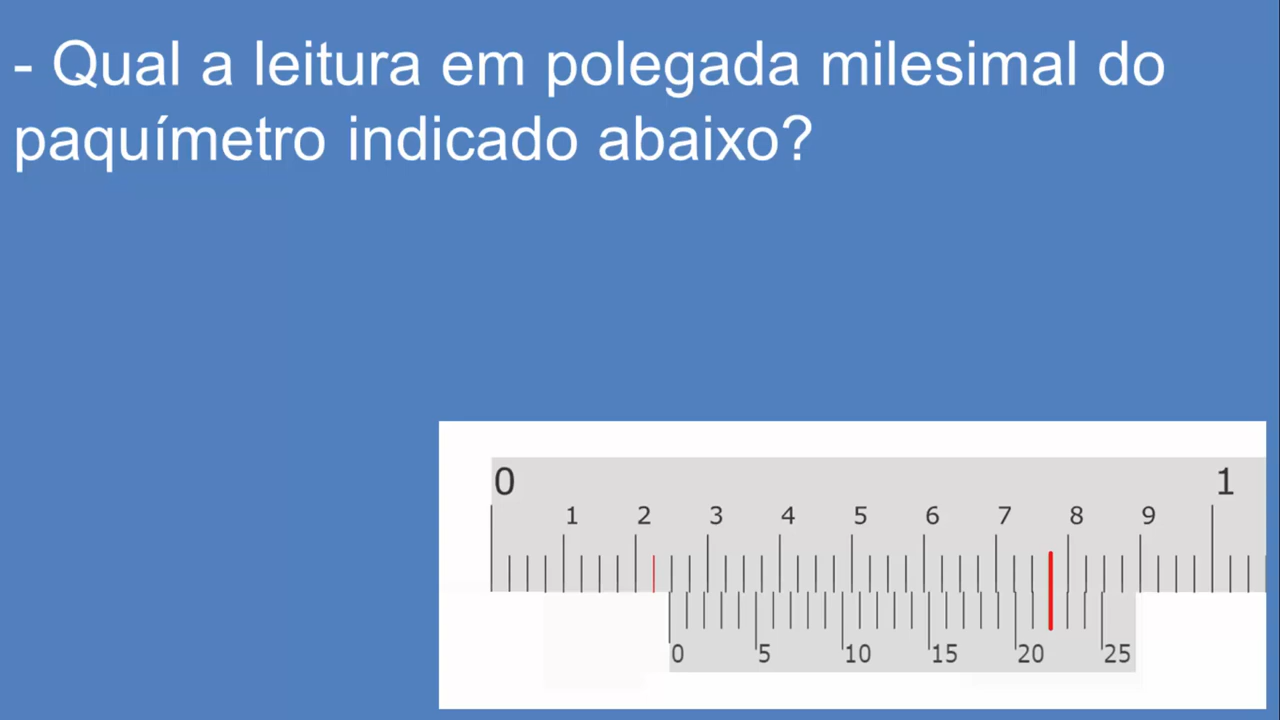 - Qual a leitura em polegada milesimal do
paquímetro indicado abaixo?
0 1
1 2 3 4 5 6 7 8 9
0 5 10 15 20 25